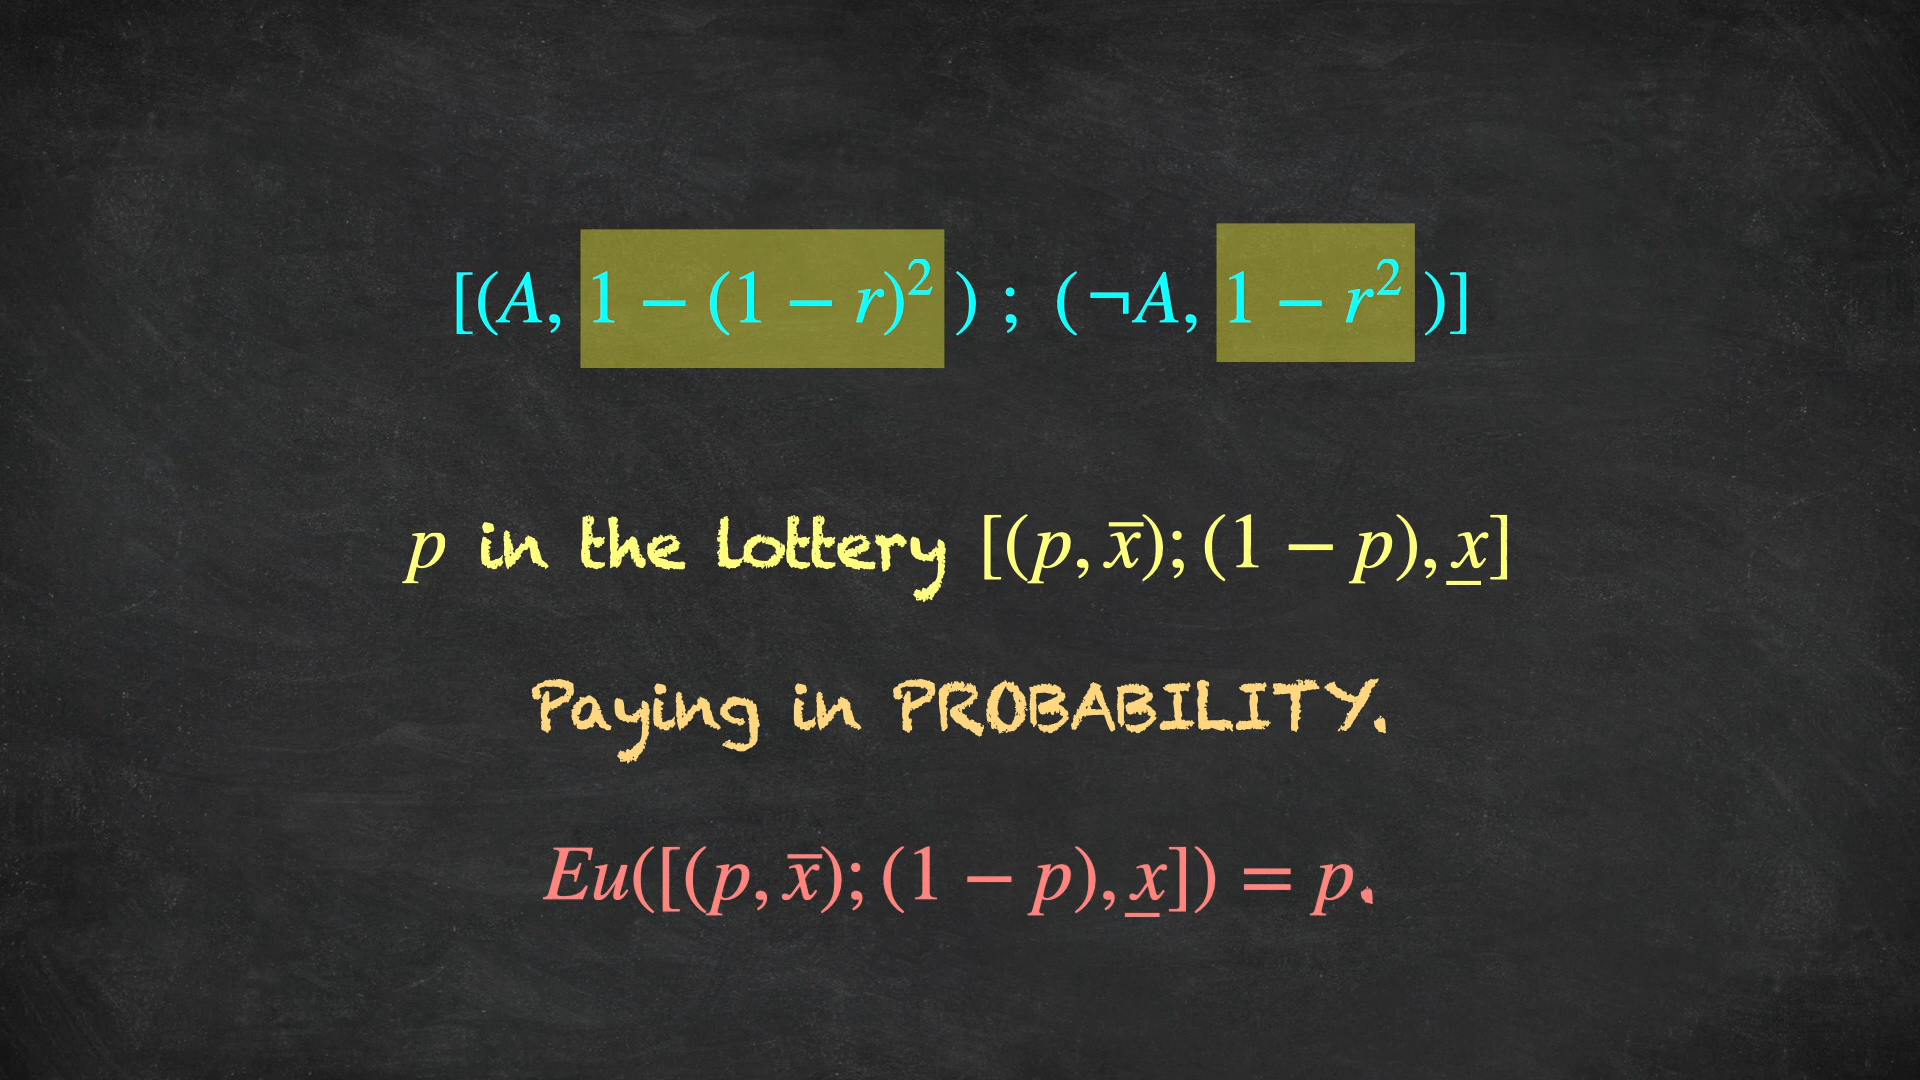 [(A, 1 − (1 − r)²) ; (¬A, 1 − r²)]
p in the lottery [(p, x̅); (1 − p), x̲]
Paying in PROBABILITY.
Eu([(p, x̅); (1 − p), x̲]) = p.